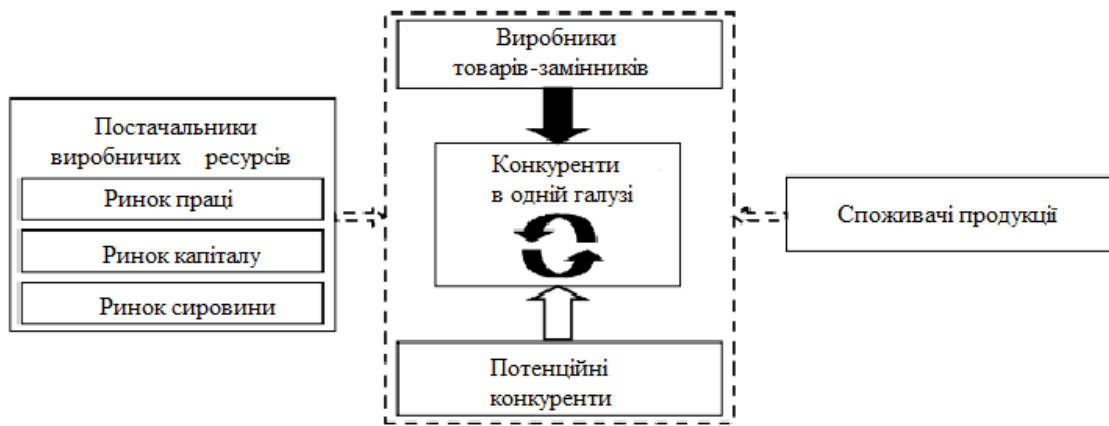 Виробники
товарів-замінників
Постачальники
виробничих ресурсів
Ринок праці
Ринок капіталу
Ринок сировини
Конкуренти
в одній галузі
Споживачі продукції
Потенційні
конкуренти